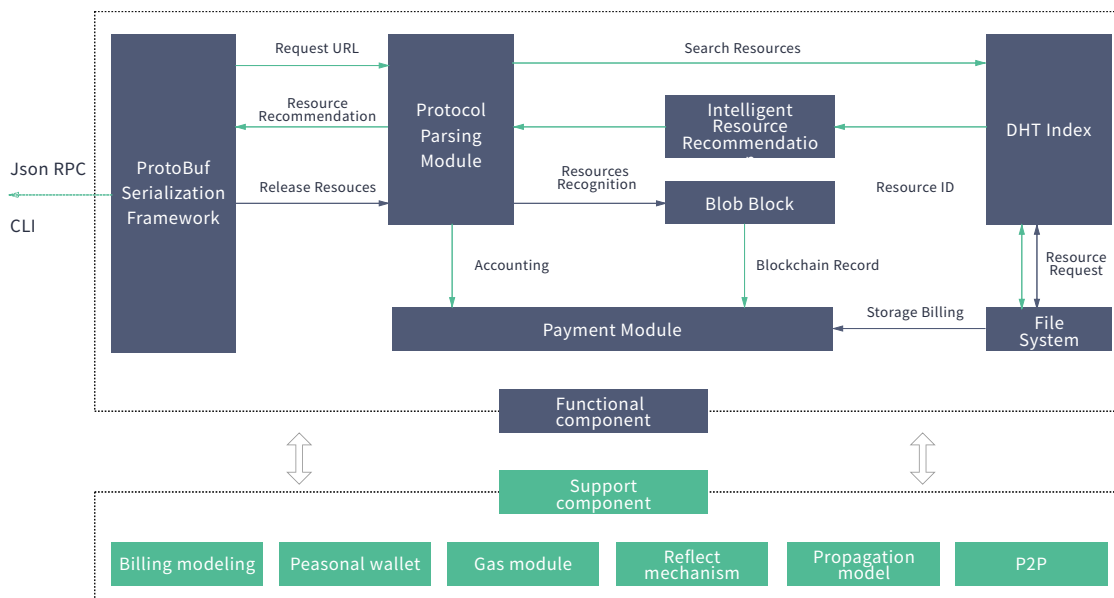 Request URL
Search Resources
Resource
Recommendation
Protocol
Parsing
Module
Intelligent
Resource
Recommendatio
DHT Index
Json RPC
CLI
ProtoBuf
Serialization
Framework
Release Resouces
Resources
Recognition
Blob Block
Resource ID
Accounting
Blockchain Record
Resource
Request
Payment Module
Storage Billing
File
System
Functional
component
Support
component
Billing modeling
Peasonal wallet
Gas module
Reflect
mechanism
Propagation
model
P2P